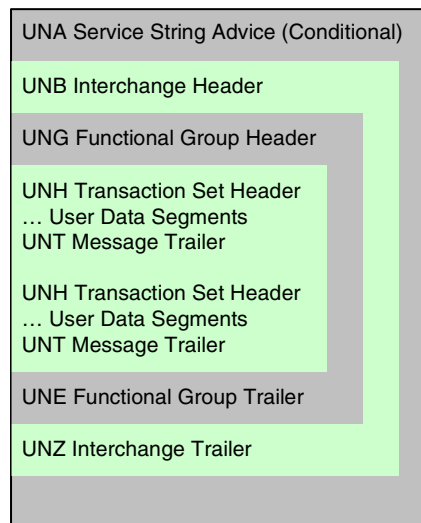 UNA Service String Advice (Conditional)
UNB Interchange Header
UNG Functional Group Header
UNH Transaction Set Header
… User Data Segments
UNT Message Trailer
UNH Transaction Set Header
… User Data Segments
UNT Message Trailer
UNE Functional Group Trailer
UNZ Interchange Trailer